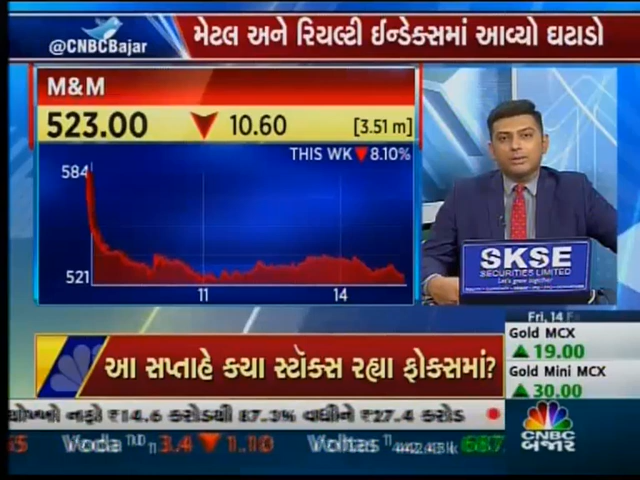 @CNBCBajar
મેટલ અને રિયલ્ટી ઈન્ડેક્સમાં આવ્યો ઘટાડો
M&M
523.00 ▼ 10.60 [3.51 m]
THIS WK ▼ 8.10%
584
521
11 14
SKSE
SECURITIES LIMITED
Let's grow together
Fri, 14
Gold MCX
▲ 19.00
Gold Mini MCX
▲ 30.00
આ સપ્તાહે ક્યા સ્ટૉક્સ રહ્યા ફોકસમાં?
ચોખ્ખો નફો ₹14.6 કરોડથી 87.3% વધીને ₹27.4 કરોડ
Voda 3.4 ▼ 1.10 Voltas 687
CNBC
બજાર